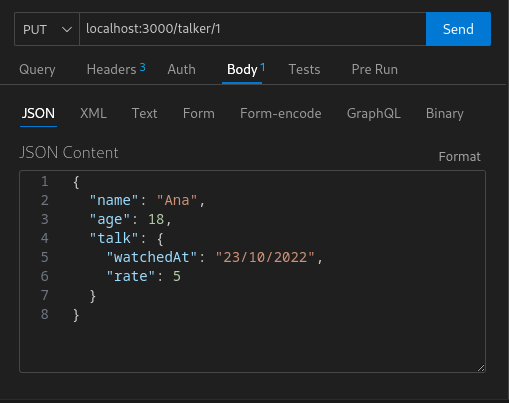 PUT localhost:3000/talker/1 Send
Query Headers 3 Auth Body 1 Tests Pre Run
JSON XML Text Form Form-encode GraphQL Binary
JSON Content Format
1 {
2 "name": "Ana",
3 "age": 18,
4 "talk": {
5 "watchedAt": "23/10/2022",
6 "rate": 5
7 }
8 }